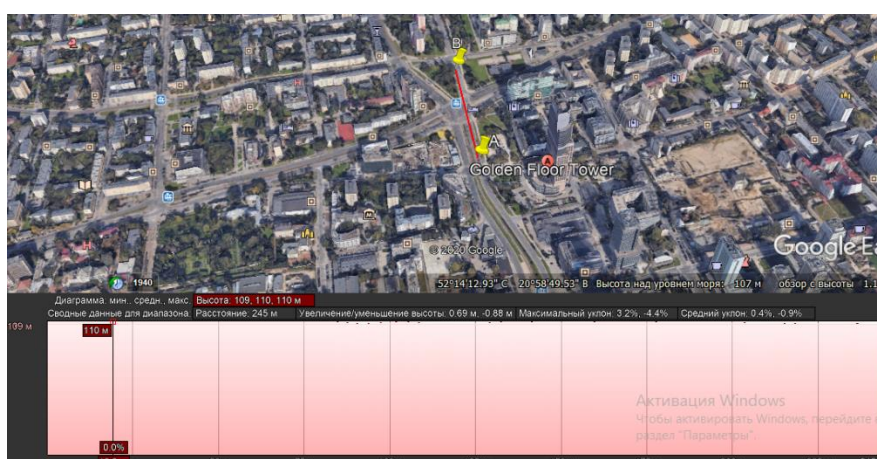 B
A
Golden Floor Tower
A
© 2020 Google
Google Ea
1940
52°14'12.93" С 20°58'49.53" В Высота над уровнем моря: 107 м обзор с высоты 1.1
Диаграмма: мин., средн., макс. Высота: 109, 110, 110 м
Сводные данные для диапазона Расстояние: 245 м Увеличение/уменьшение высоты: 0.69 м, -0.88 м Максимальный уклон: 3.2%, -4.4% Средний уклон: 0.4%, -0.9%
109 м
110 м
Активация Windows
Чтобы активировать Windows, перейдите в
раздел "Параметры".
0.0%